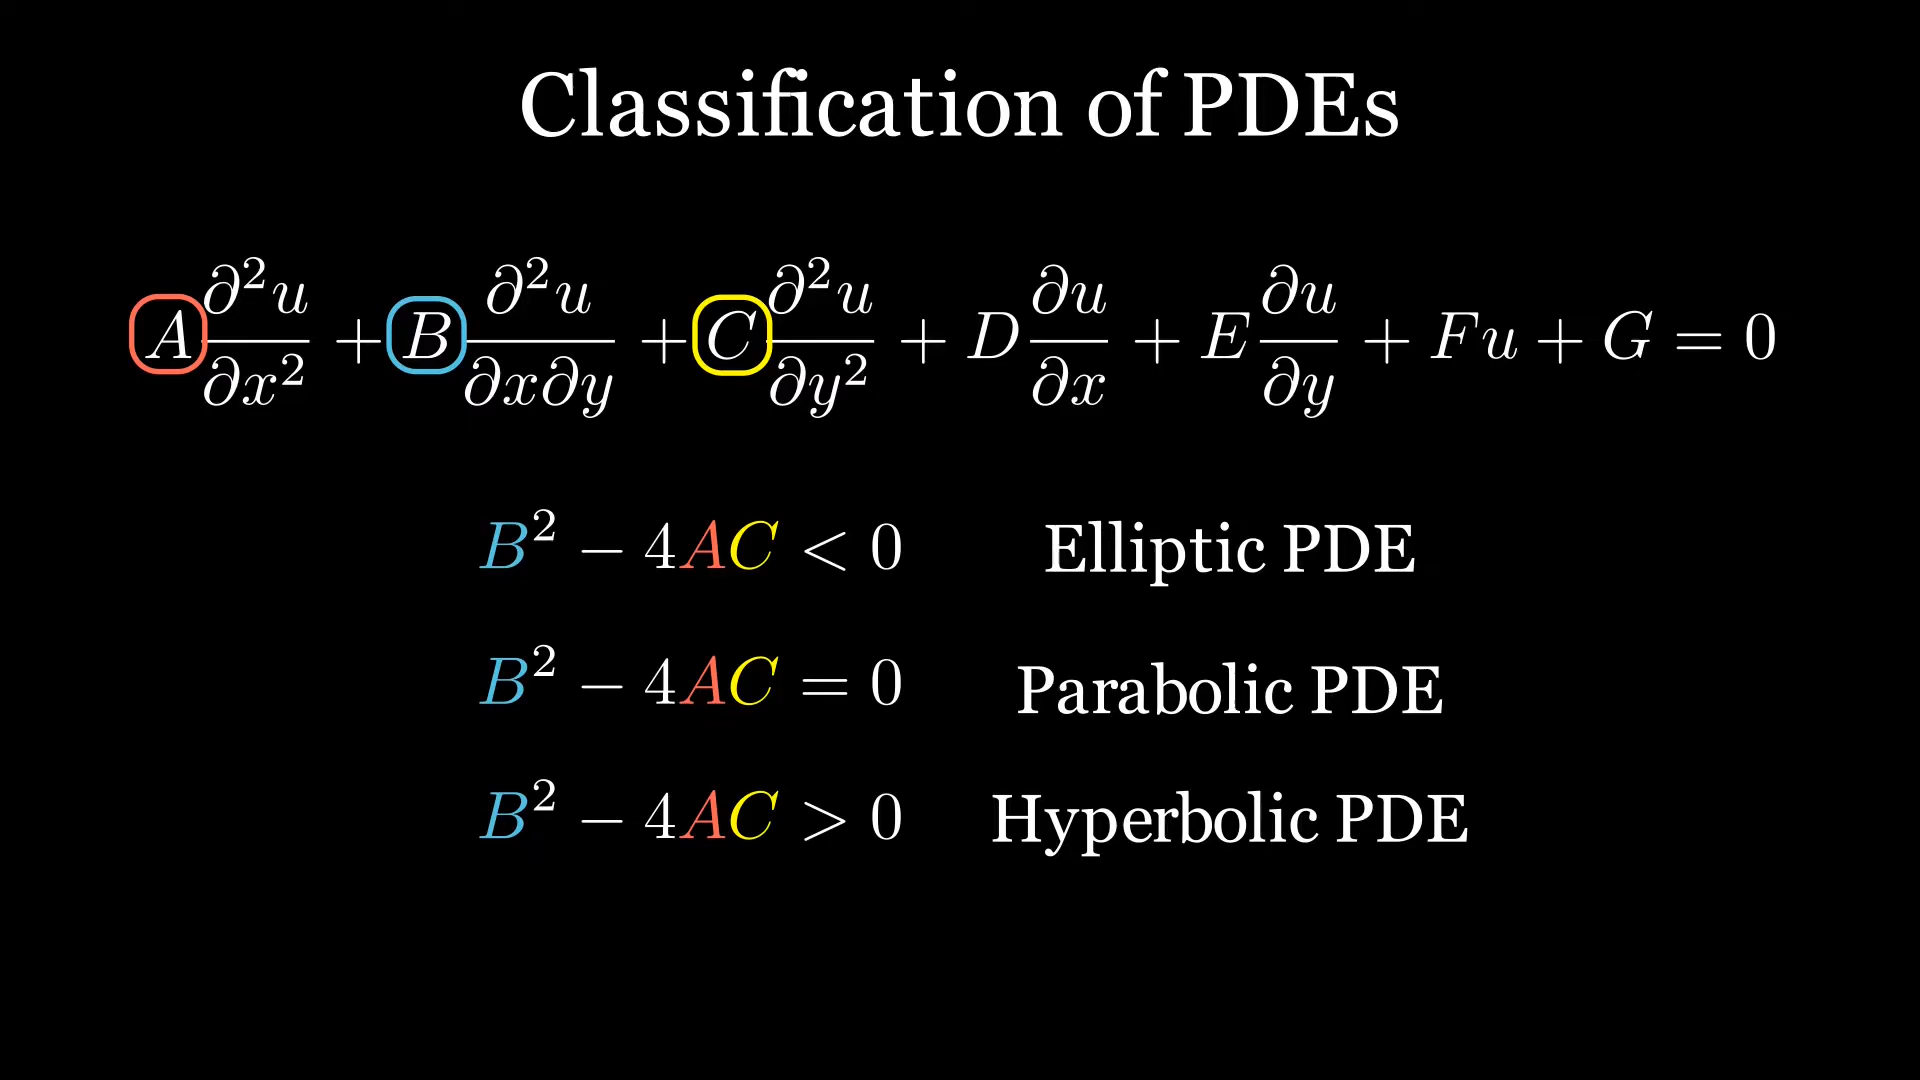 Classification of PDEs
A ∂²u/∂x² + B ∂²u/∂x∂y + C ∂²u/∂y² + D ∂u/∂x + E ∂u/∂y + Fu + G = 0
B² − 4AC < 0 Elliptic PDE
B² − 4AC = 0 Parabolic PDE
B² − 4AC > 0 Hyperbolic PDE